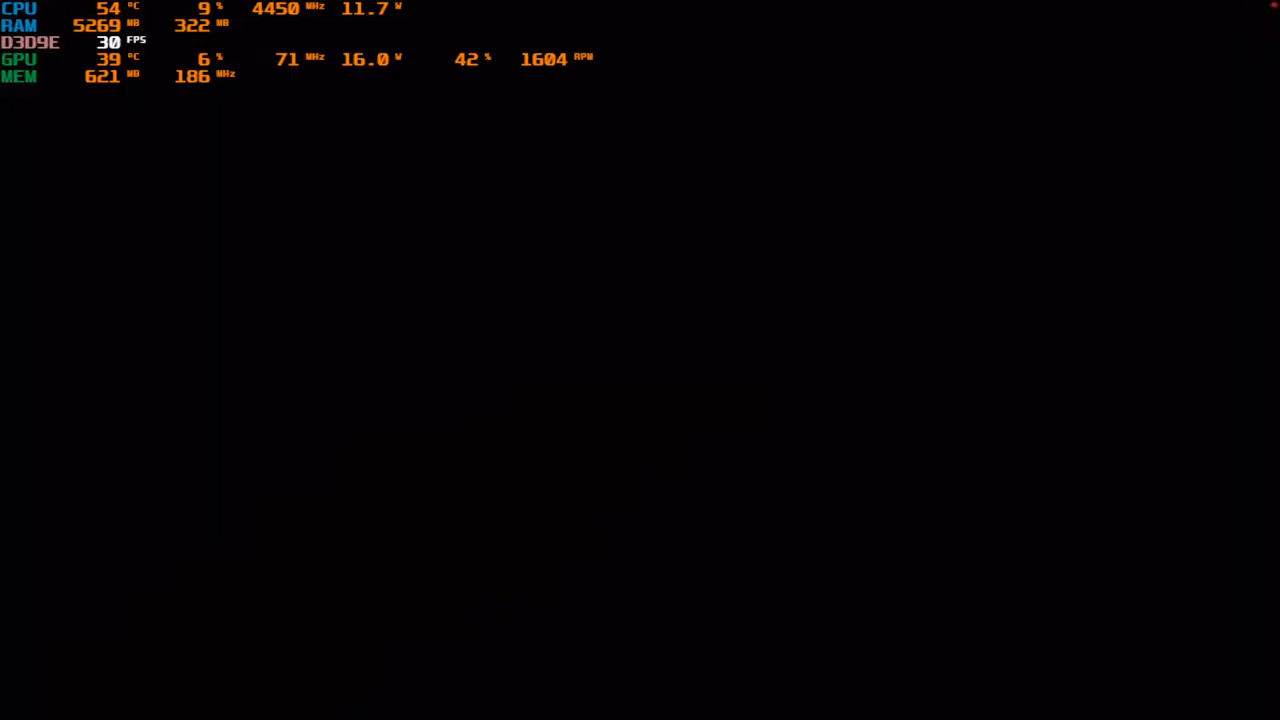 CPU 54 °C 9 % 4450 MHz 11.7 W
RAM 5269 MB 322 MB
D3D9E 30 FPS
GPU 39 °C 6 % 71 MHz 16.0 W 42 % 1604 RPM
MEM 621 MB 186 MHz